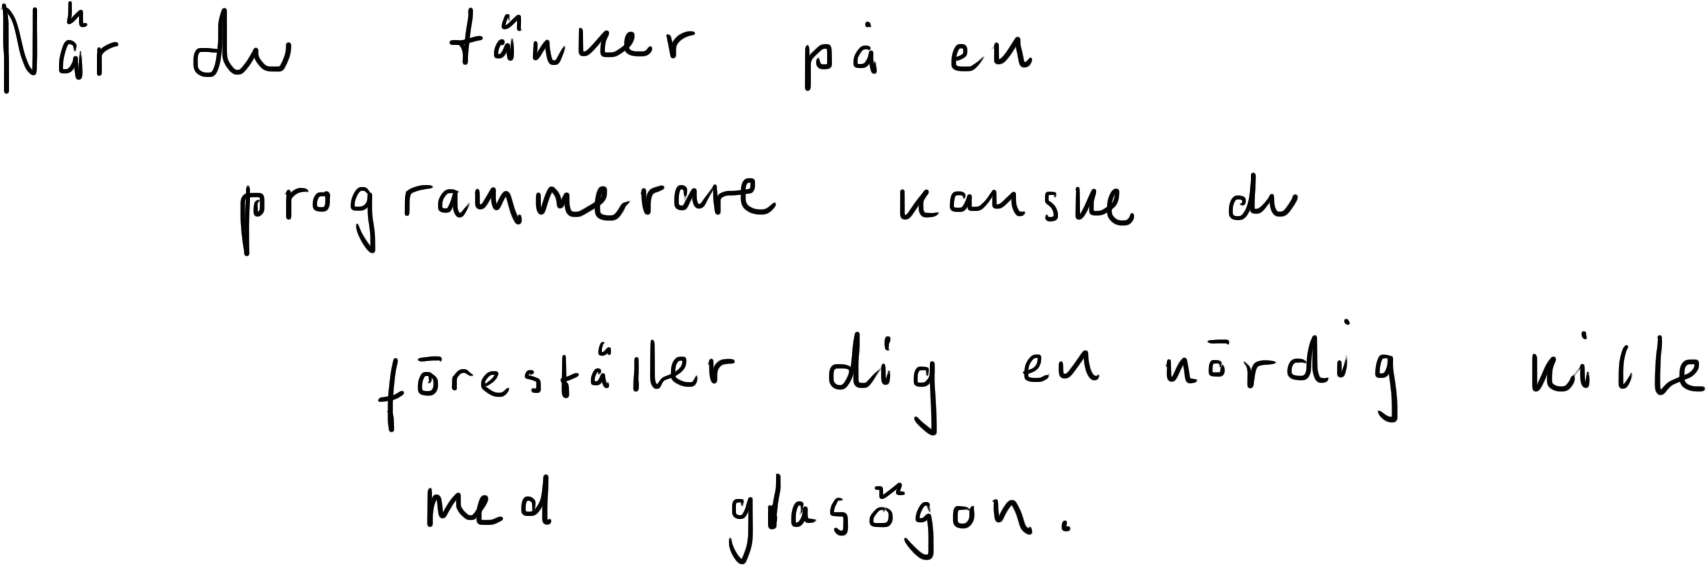 När du tänker på en
programmerare kanske du
föreställer dig en nördig kille
med glasögon.